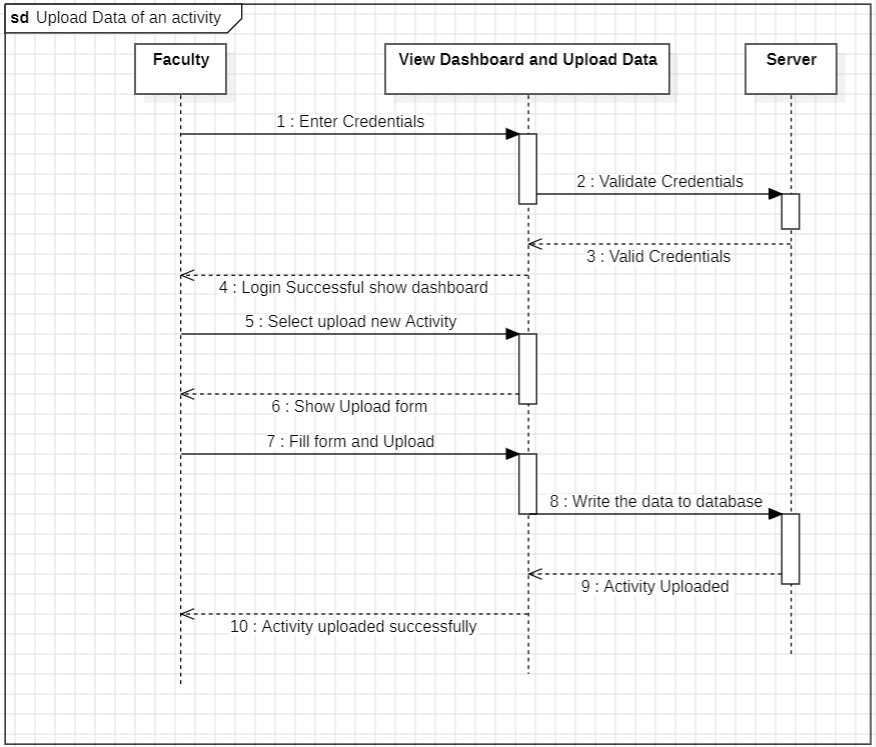 sd Upload Data of an activity
Faculty
View Dashboard and Upload Data
Server
1 : Enter Credentials
2 : Validate Credentials
3 : Valid Credentials
4 : Login Successful show dashboard
5 : Select upload new Activity
6 : Show Upload form
7 : Fill form and Upload
8 : Write the data to database
9 : Activity Uploaded
10 : Activity uploaded successfully